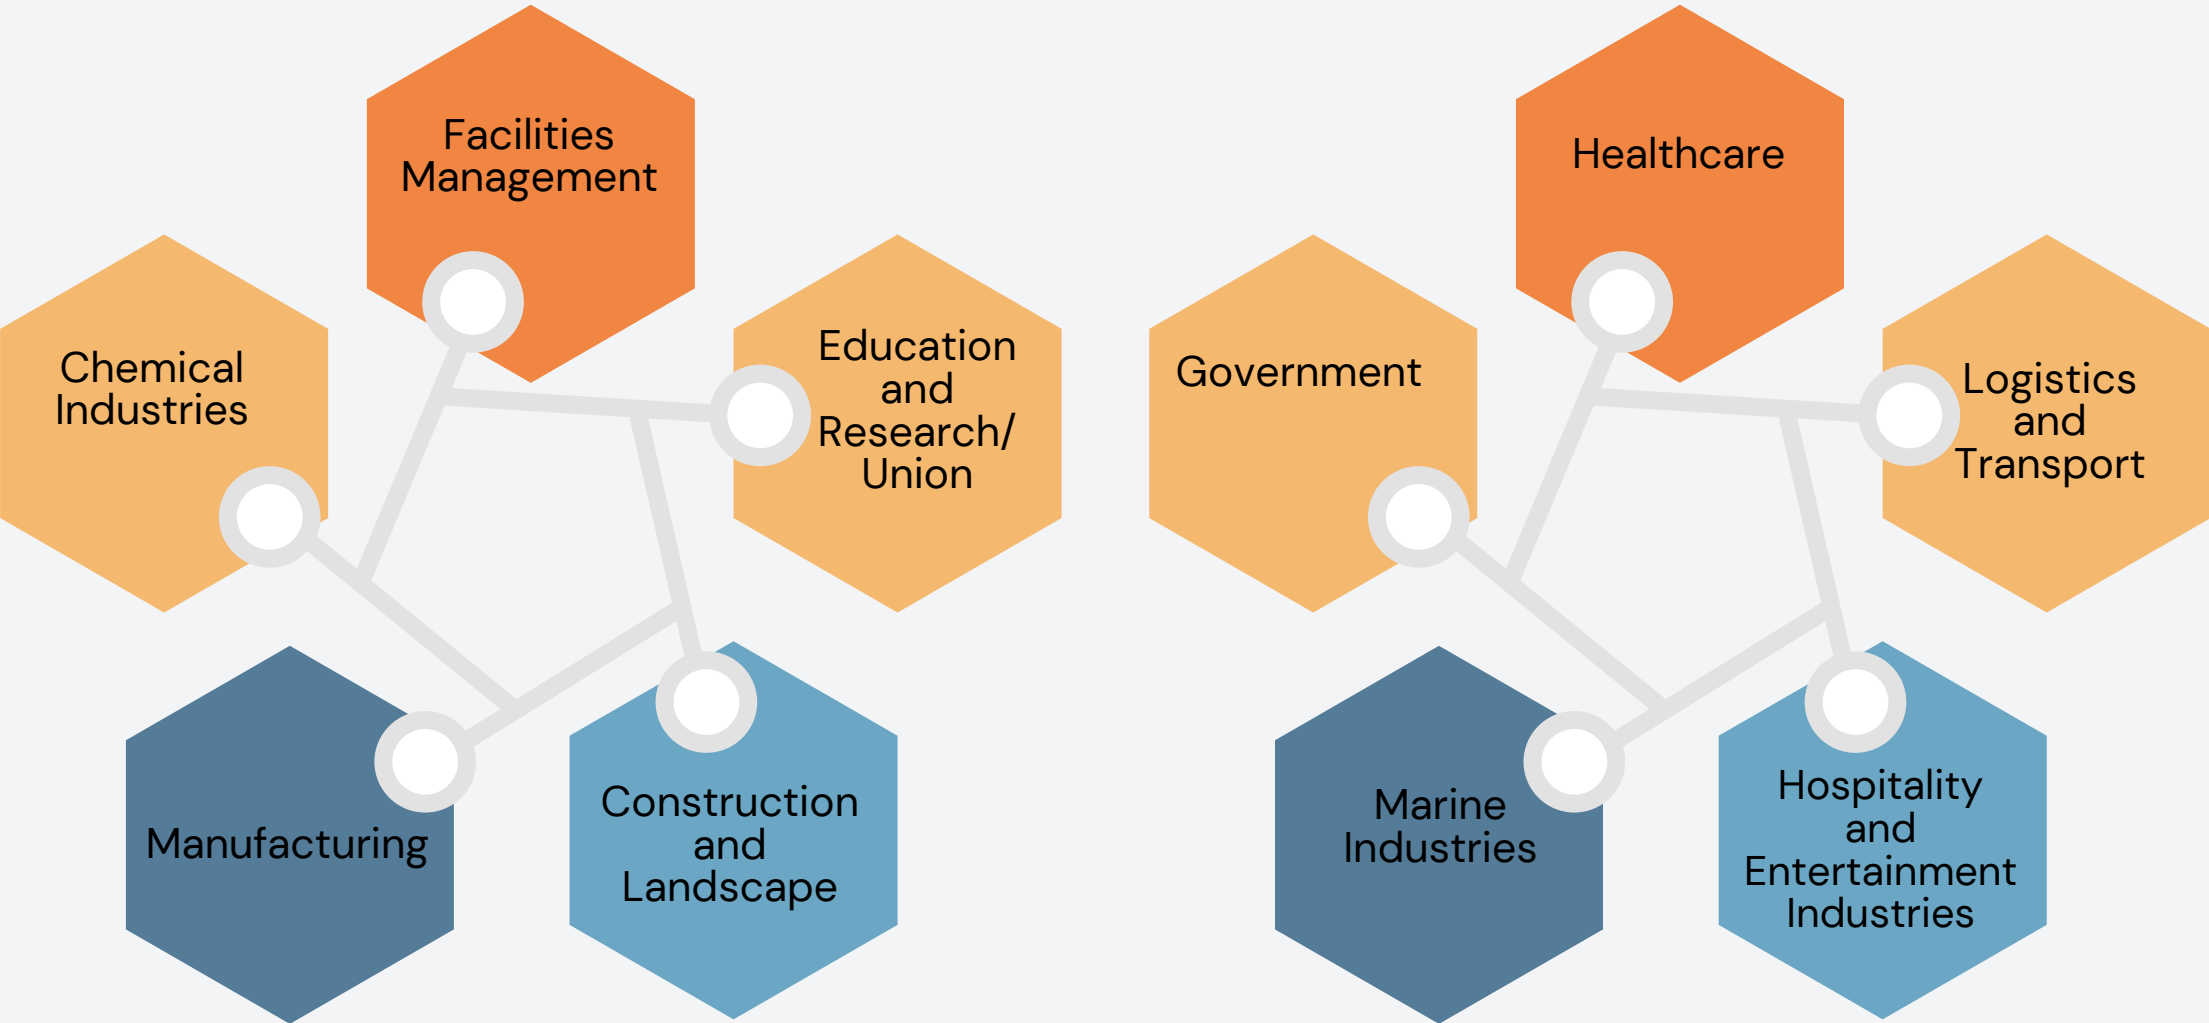 Facilities
Management
Chemical
Industries
Education
and
Research/
Union
Manufacturing
Construction
and
Landscape
Healthcare
Government
Logistics
and
Transport
Marine
Industries
Hospitality
and
Entertainment
Industries